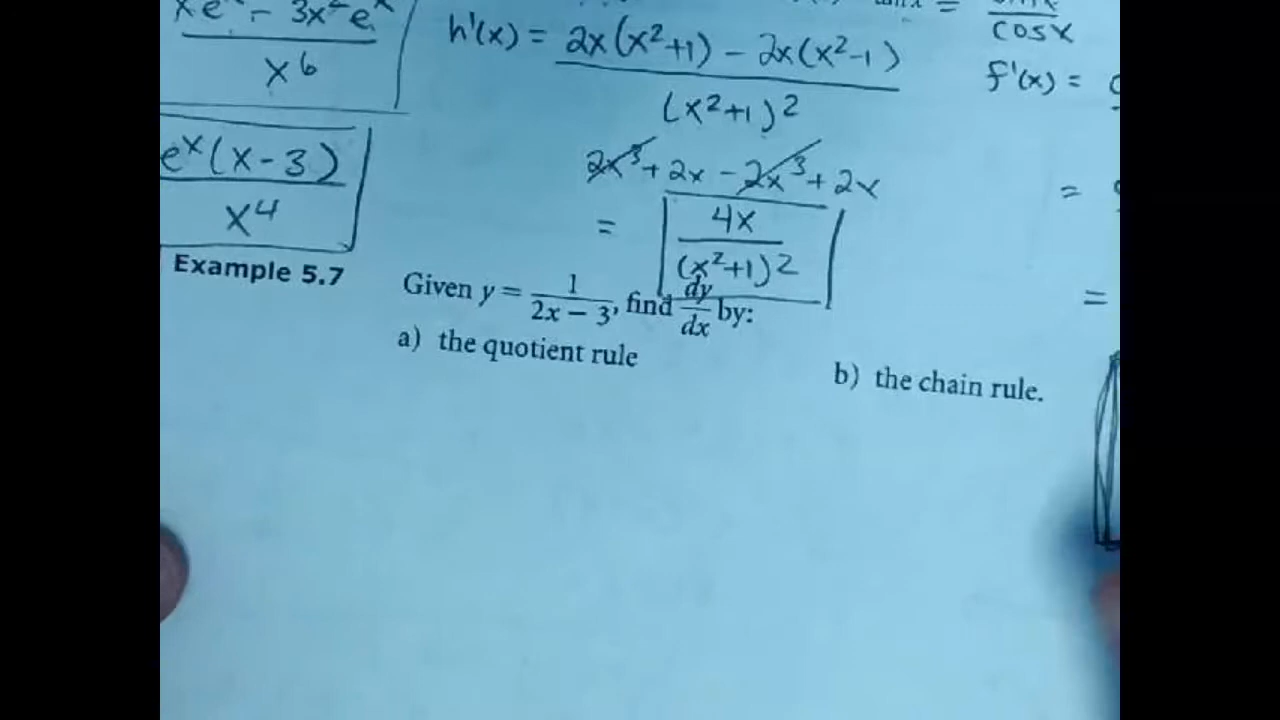 xe^x - 3x^2 e^x
x^6
e^x(x-3)
x^4
h'(x) = 2x(x^2+1) - 2x(x^2-1)
(x^2+1)^2
2x^3 + 2x - 2x^3 + 2x
= 4x
(x^2+1)^2
cosx
f'(x) =
=
=
Example 5.7
Given y = 1/(2x − 3), find dy/dx by:
a) the quotient rule
b) the chain rule.